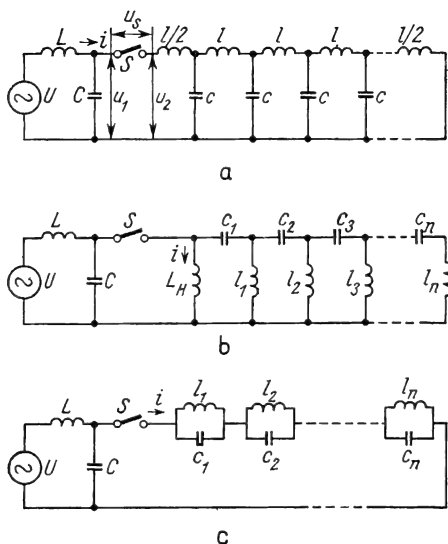 u_s
L i l/2 l l l l/2
S
U C u_1 u_2 c c c c
a
c_1 c_2 c_3 c_n
L S
i
U C L_H l_1 l_2 l_3 l_n
b
l_1 l_2 l_n
L S i
c_1 c_2 c_n
U C
c